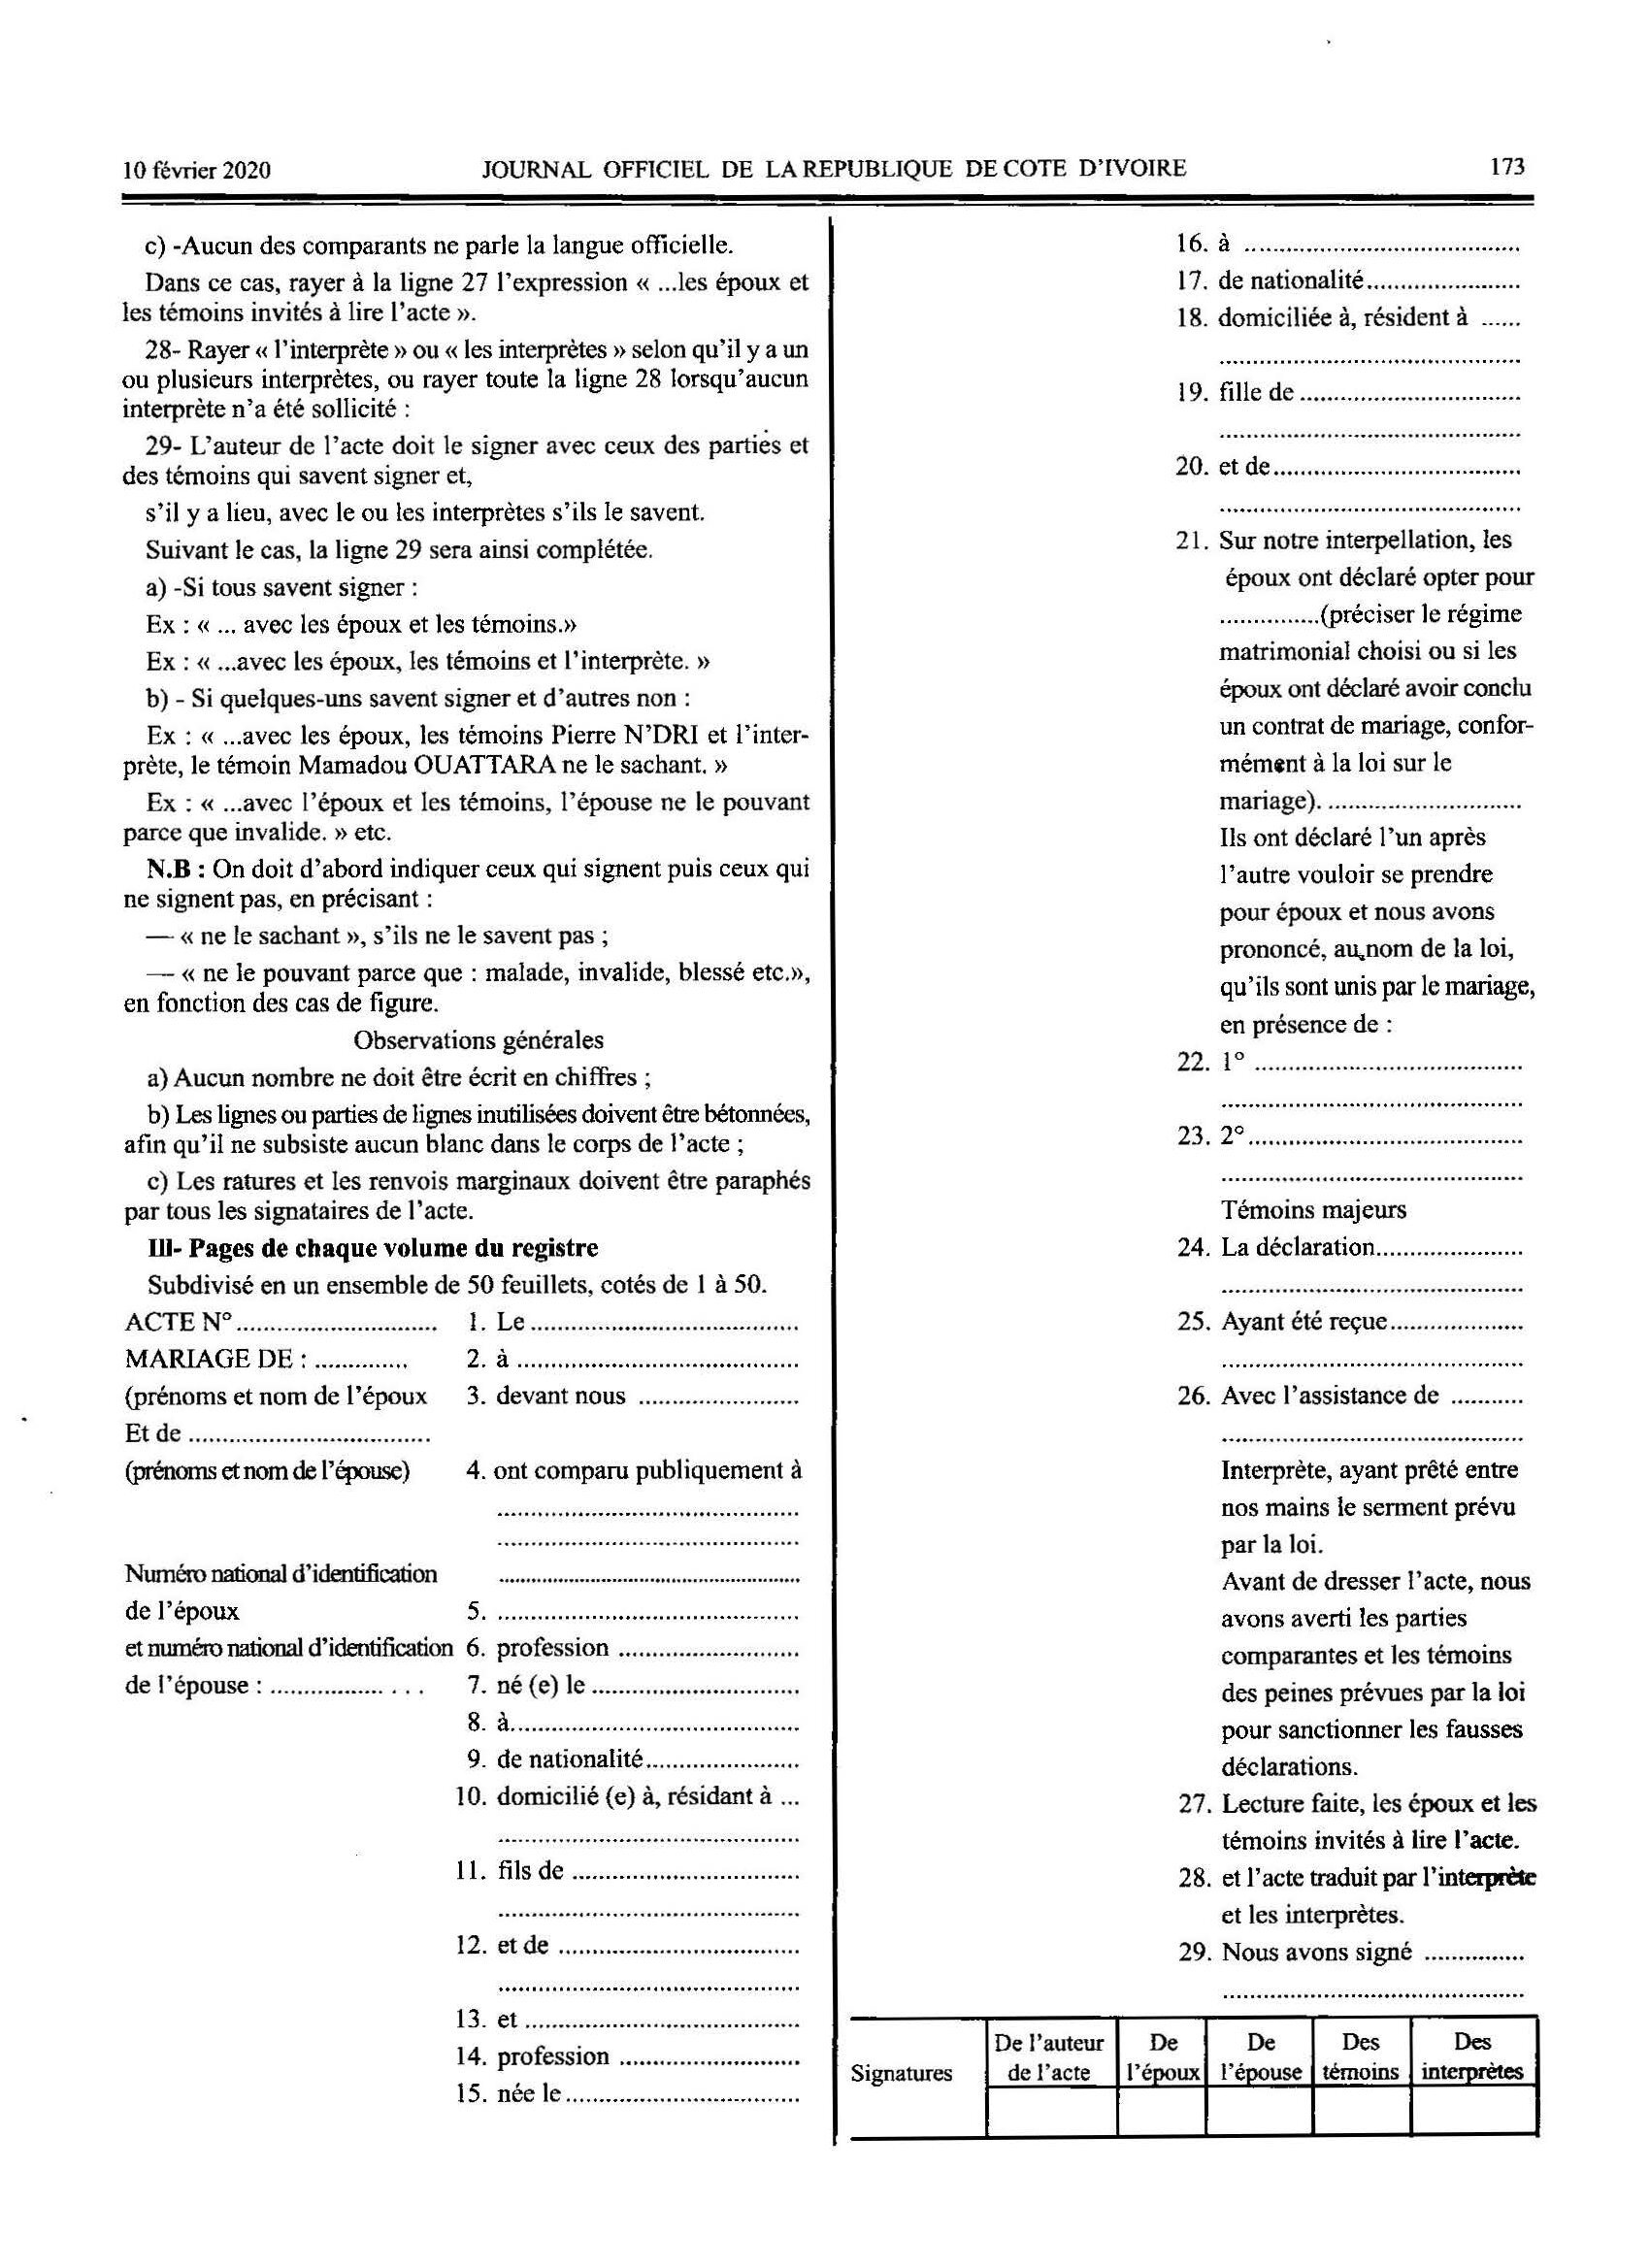 10 février 2020 JOURNAL OFFICIEL DE LA REPUBLIQUE DE COTE D'IVOIRE 173
c) -Aucun des comparants ne parle la langue officielle.
Dans ce cas, rayer à la ligne 27 l'expression « ...les époux et
les témoins invités à lire l'acte ».
28- Rayer « l'interprète » ou « les interprètes » selon qu'il y a un
ou plusieurs interprètes, ou rayer toute la ligne 28 lorsqu'aucun
interprète n'a été sollicité :
29- L'auteur de l'acte doit le signer avec ceux des parties et
des témoins qui savent signer et,
s'il y a lieu, avec le ou les interprètes s'ils le savent.
Suivant le cas, la ligne 29 sera ainsi complétée.
a) -Si tous savent signer :
Ex : « ... avec les époux et les témoins.»
Ex : « ...avec les époux, les témoins et l'interprète. »
b) - Si quelques-uns savent signer et d'autres non :
Ex : « ...avec les époux, les témoins Pierre N'DRI et l'inter-
prète, le témoin Mamadou OUATTARA ne le sachant. »
Ex : « ...avec l'époux et les témoins, l'épouse ne le pouvant
parce que invalide. » etc.
N.B : On doit d'abord indiquer ceux qui signent puis ceux qui
ne signent pas, en précisant :
— « ne le sachant », s'ils ne le savent pas ;
— « ne le pouvant parce que : malade, invalide, blessé etc.»,
en fonction des cas de figure.
Observations générales
a) Aucun nombre ne doit être écrit en chiffres ;
b) Les lignes ou parties de lignes inutilisées doivent être bétonnées,
afin qu'il ne subsiste aucun blanc dans le corps de l'acte ;
c) Les ratures et les renvois marginaux doivent être paraphés
par tous les signataires de l'acte.
III- Pages de chaque volume du registre
Subdivisé en un ensemble de 50 feuillets, cotés de 1 à 50.
ACTE N° ............................. 1. Le .......................................
MARIAGE DE : .............. 2. à .........................................
(prénoms et nom de l'époux 3. devant nous ........................
Et de ...................................
(prénoms et nom de l'épouse) 4. ont comparu publiquement à
............................................
............................................
Numéro national d'identification ............................................
de l'époux 5. ............................................
et numéro national d'identification 6. profession ...........................
de l'épouse : ................. . . . 7. né (e) le ..............................
8. à..........................................
9. de nationalité.......................
10. domicilié (e) à, résidant à ...
............................................
11. fils de .................................
............................................
12. et de ...................................
............................................
13. et ........................................
14. profession ...........................
15. née le ..................................
16. à ........................................
17. de nationalité.......................
18. domiciliée à, résident à ......
............................................
19. fille de .................................
............................................
20. et de....................................
............................................
21. Sur notre interpellation, les
époux ont déclaré opter pour
...............(préciser le régime
matrimonial choisi ou si les
époux ont déclaré avoir conclu
un contrat de mariage, confor-
mément à la loi sur le
mariage). .............................
Ils ont déclaré l'un après
l'autre vouloir se prendre
pour époux et nous avons
prononcé, au nom de la loi,
qu'ils sont unis par le mariage,
en présence de :
22. 1° .......................................
............................................
23. 2°........................................
............................................
Témoins majeurs
24. La déclaration......................
............................................
25. Ayant été reçue....................
............................................
26. Avec l'assistance de ...........
............................................
Interprète, ayant prêté entre
nos mains le serment prévu
par la loi.
Avant de dresser l'acte, nous
avons averti les parties
comparantes et les témoins
des peines prévues par la loi
pour sanctionner les fausses
déclarations.
27. Lecture faite, les époux et les
témoins invités à lire l'acte.
28. et l'acte traduit par l'interprète
et les interprètes.
29. Nous avons signé ...............
............................................
De l'auteur De De Des Des
Signatures de l'acte l'époux l'épouse témoins interprètes